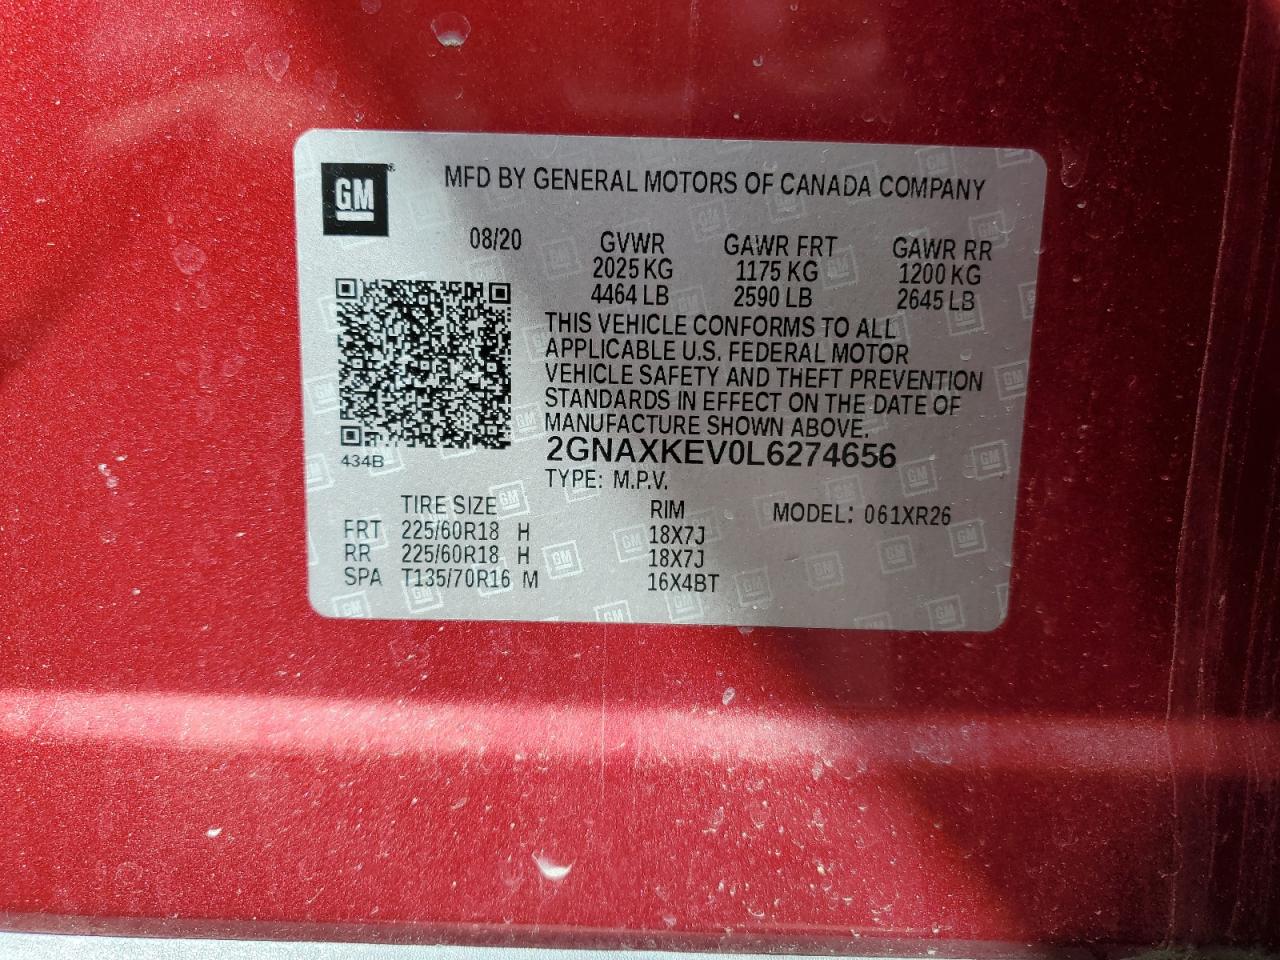 GM
MFD BY GENERAL MOTORS OF CANADA COMPANY
08/20 GVWR GAWR FRT GAWR RR
2025 KG 1175 KG 1200 KG
4464 LB 2590 LB 2645 LB
THIS VEHICLE CONFORMS TO ALL
APPLICABLE U.S. FEDERAL MOTOR
VEHICLE SAFETY AND THEFT PREVENTION
STANDARDS IN EFFECT ON THE DATE OF
MANUFACTURE SHOWN ABOVE.
434B 2GNAXKEV0L6274656
TYPE: M.P.V.
TIRE SIZE RIM MODEL: 061XR26
FRT 225/60R18 H 18X7J
RR 225/60R18 H 18X7J
SPA T135/70R16 M 16X4BT